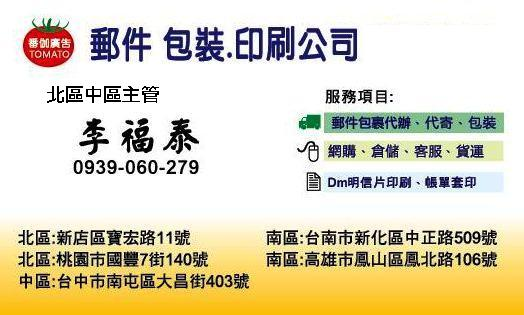 番伽廣告
TOMATO
郵件 包裝.印刷公司
北區中區主管
李福泰
0939-060-279
服務項目:
郵件包裹代辦、代寄、包裝
網購、倉儲、客服、貨運
Dm明信片印刷、帳單套印
北區:新店區寶宏路11號
北區:桃園市國豐7街140號
中區:台中市南屯區大昌街403號
南區:台南市新化區中正路509號
南區:高雄市鳳山區鳳北路106號